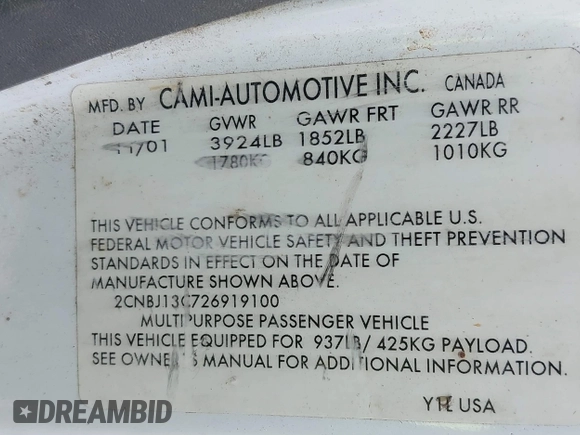 MFD. BY CAMI-AUTOMOTIVE INC. CANADA
DATE GVWR GAWR FRT GAWR RR
11/01 3924LB 1852LB 2227LB
1780KG 840KG 1010KG
THIS VEHICLE CONFORMS TO ALL APPLICABLE U.S.
FEDERAL MOTOR VEHICLE SAFETY AND THEFT PREVENTION
STANDARDS IN EFFECT ON THE DATE OF
MANUFACTURE SHOWN ABOVE.
2CNBJ13C726919100
MULTIPURPOSE PASSENGER VEHICLE
THIS VEHICLE EQUIPPED FOR 937LB/ 425KG PAYLOAD.
SEE OWNER'S MANUAL FOR ADDITIONAL INFORMATION.
USA
DREAMBID